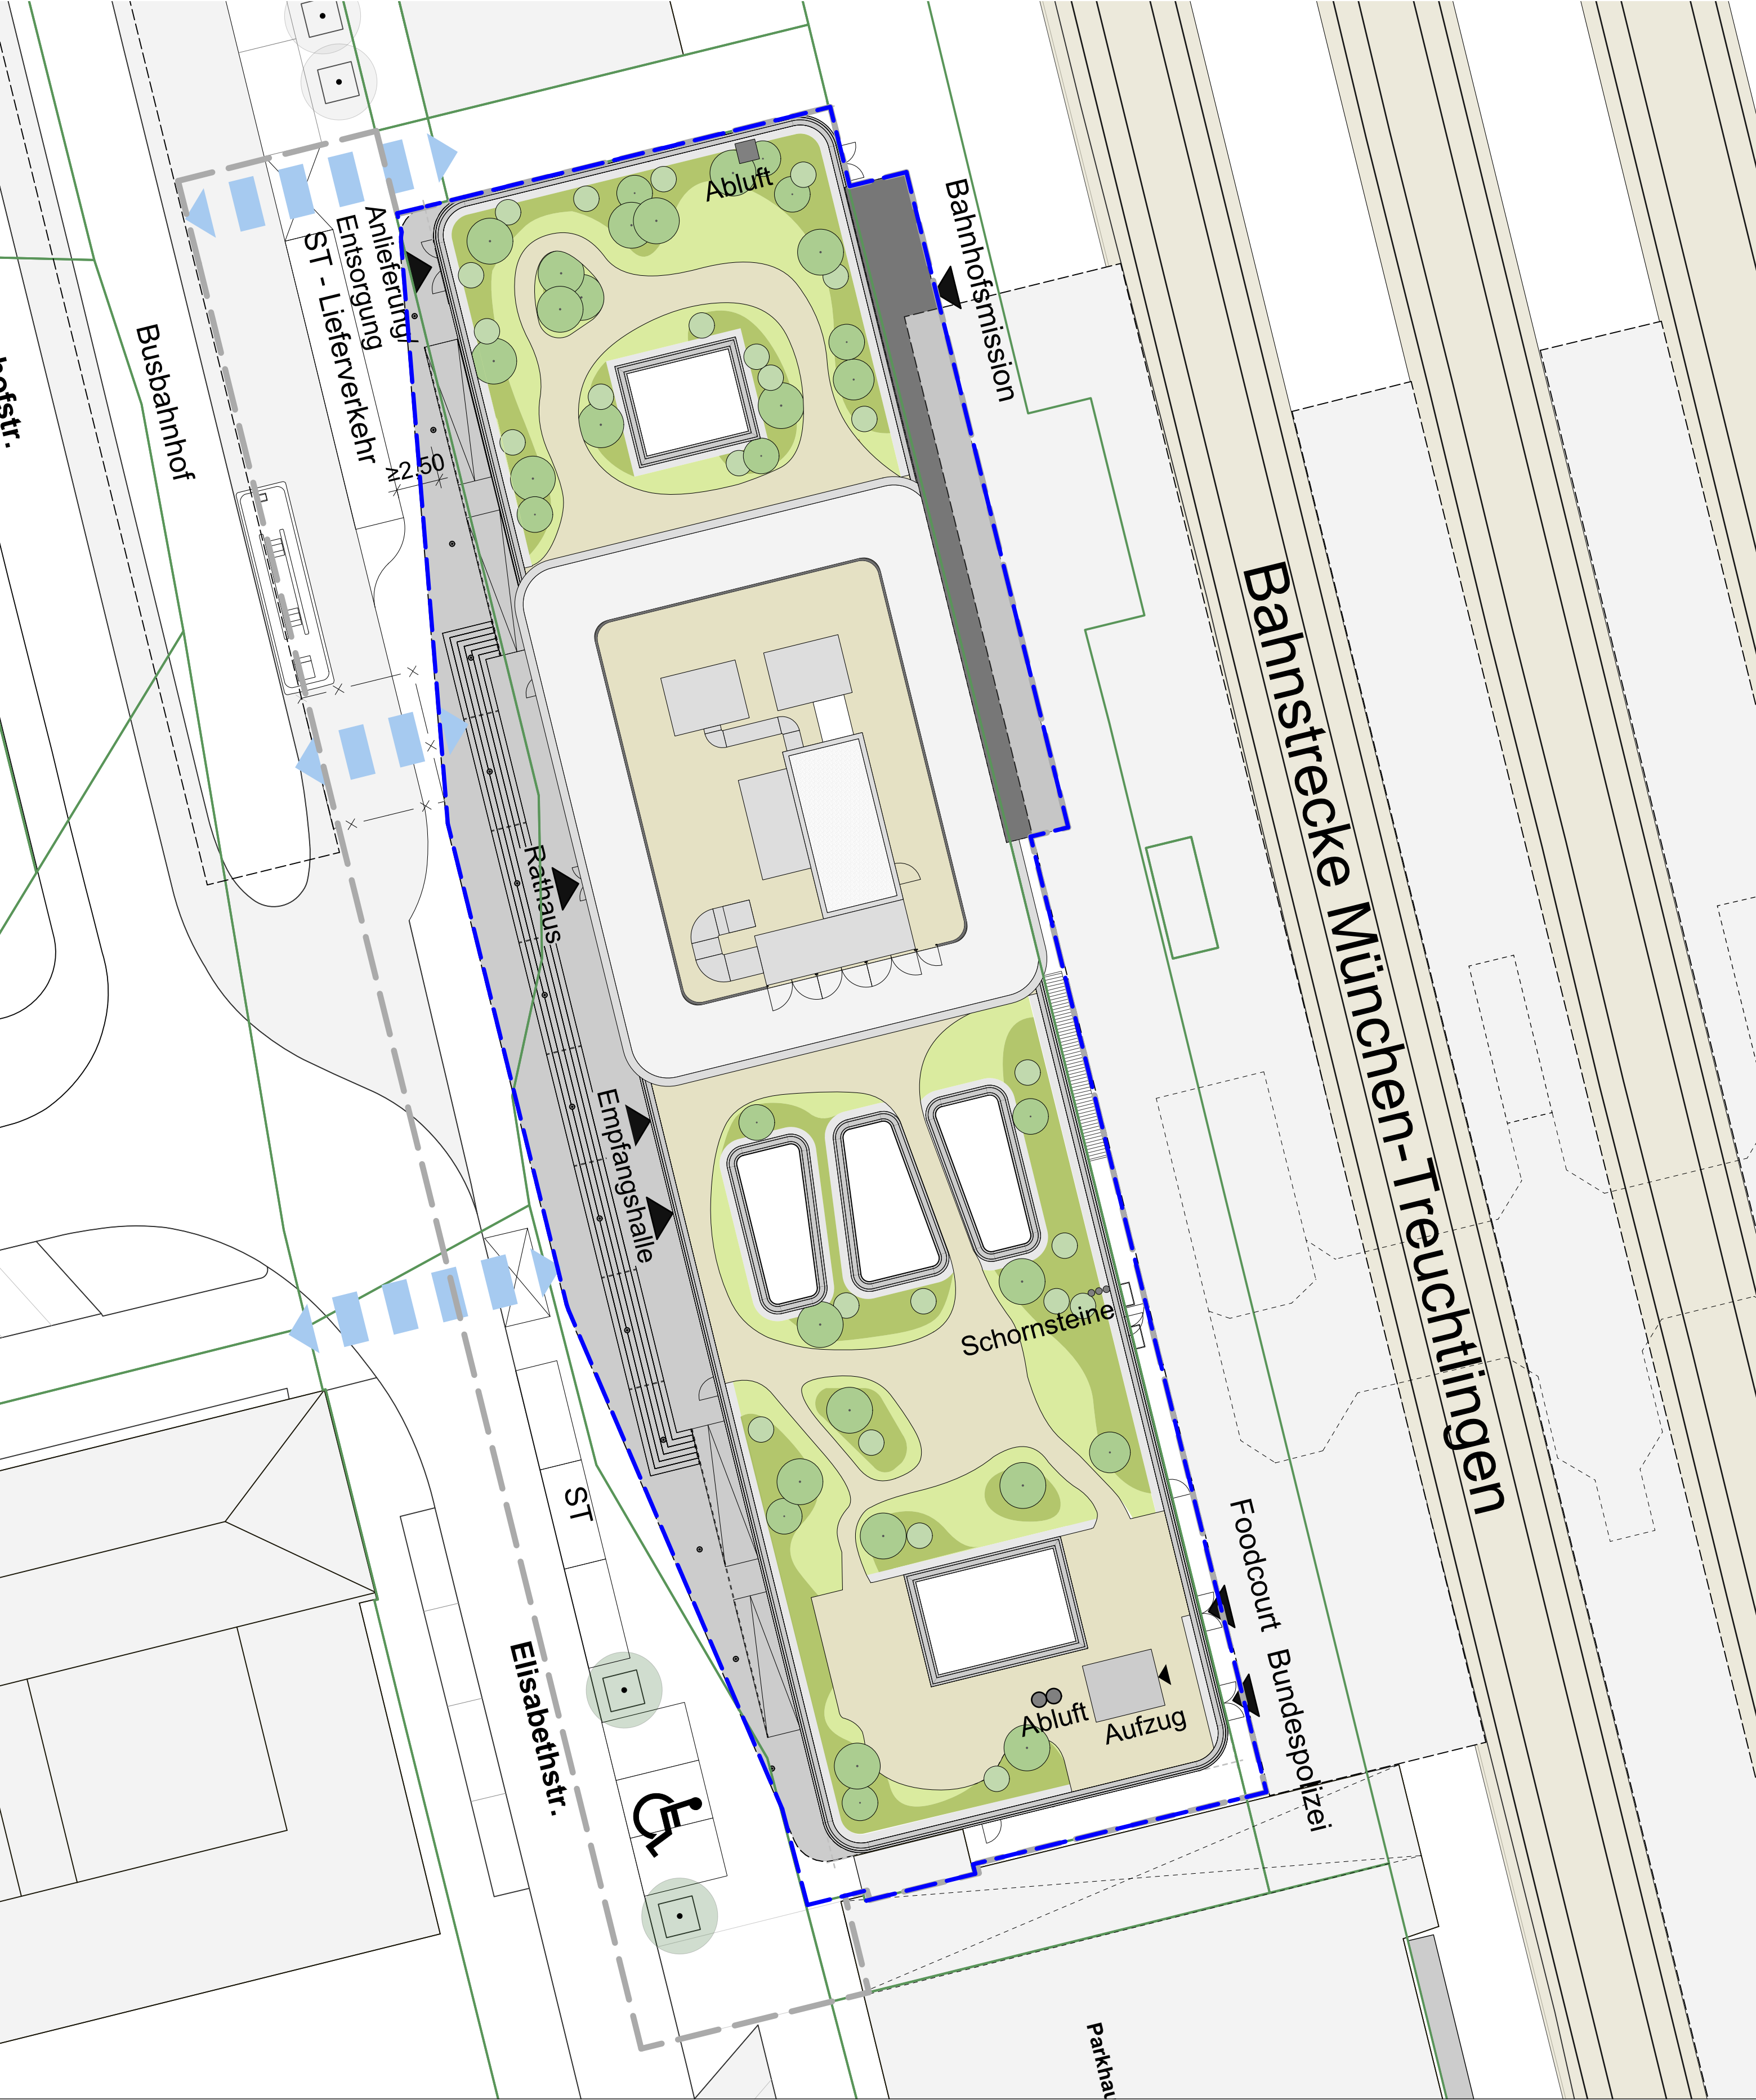 Abluft
Bahnhofsmission
Anlieferung/
Entsorgung
ST - Lieferverkehr
Busbahnhof
≥2,50
Bahnstrecke München-Treuchtlingen
Rathaus
Empfangshalle
Schornsteine
ST
Foodcourt
Bundespolizei
Elisabethstr.
Abluft
Aufzug